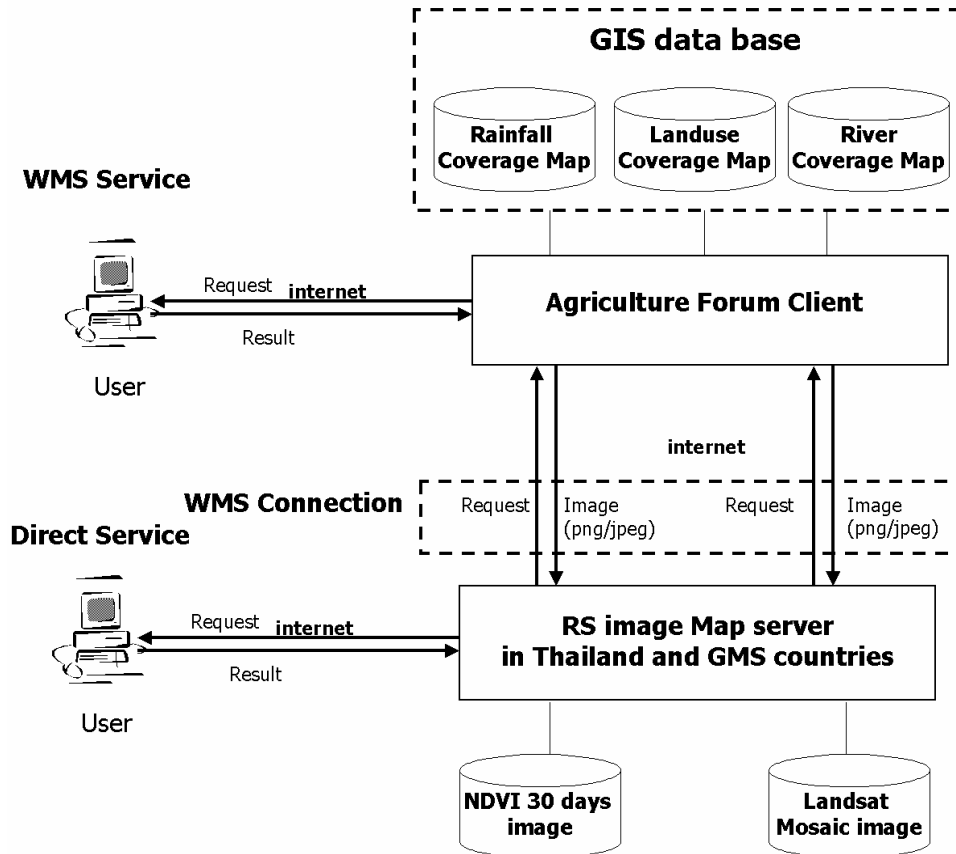 GIS data base
Rainfall
Coverage Map
Landuse
Coverage Map
River
Coverage Map
WMS Service
Request
internet
Result
User
Agriculture Forum Client
internet
WMS Connection
Request
Image
(png/jpeg)
Request
Image
(png/jpeg)
Direct Service
Request
internet
Result
User
RS image Map server
in Thailand and GMS countries
NDVI 30 days
image
Landsat
Mosaic image